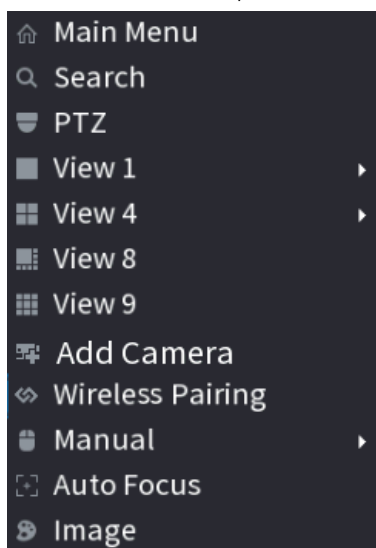 Main Menu
Search
PTZ
View 1
View 4
View 8
View 9
Add Camera
Wireless Pairing
Manual
Auto Focus
Image